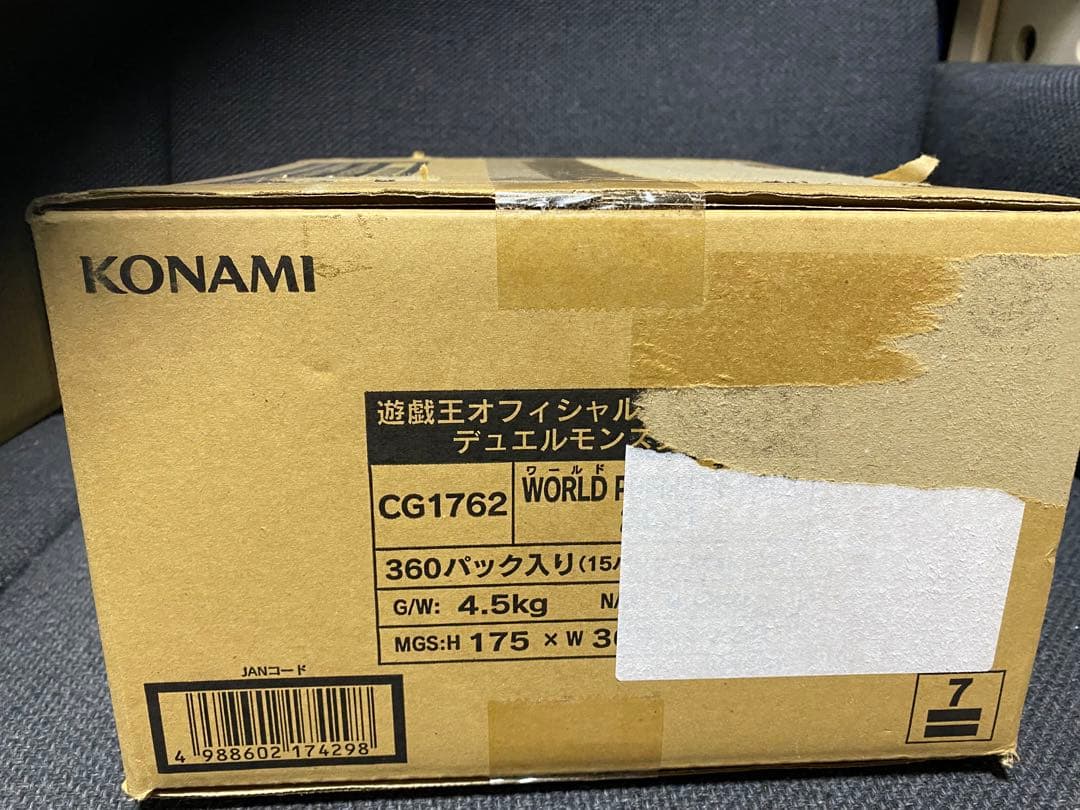 KONAMI
遊戯王オフィシャル
デュエルモンス
ワールド
CG1762 WORLD P
360パック入り(15
G/W: 4.5kg N/
MGS:H 175 × W 3
JANコード
4 988602 174298
7